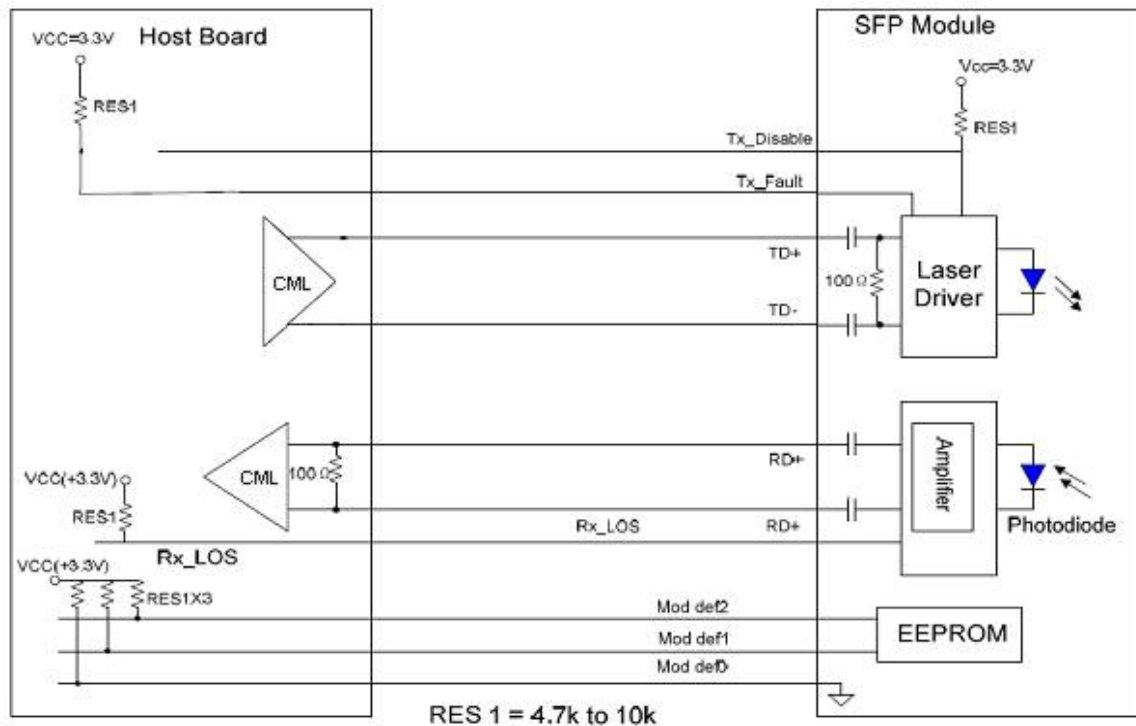 Host Board
SFP Module
VCC=3.3V
Vcc=3.3V
RES1
RES1
Tx_Disable
Tx_Fault
CML
TD+
100Ω
Laser
Driver
TD-
CML
100Ω
RD+
Amplifier
VCC(+3.3V)
RES1
Rx_LOS
RD+
Photodiode
Rx_LOS
VCC(+3.3V)
RES1X3
Mod def2
EEPROM
Mod def1
Mod def0
RES 1 = 4.7k to 10k